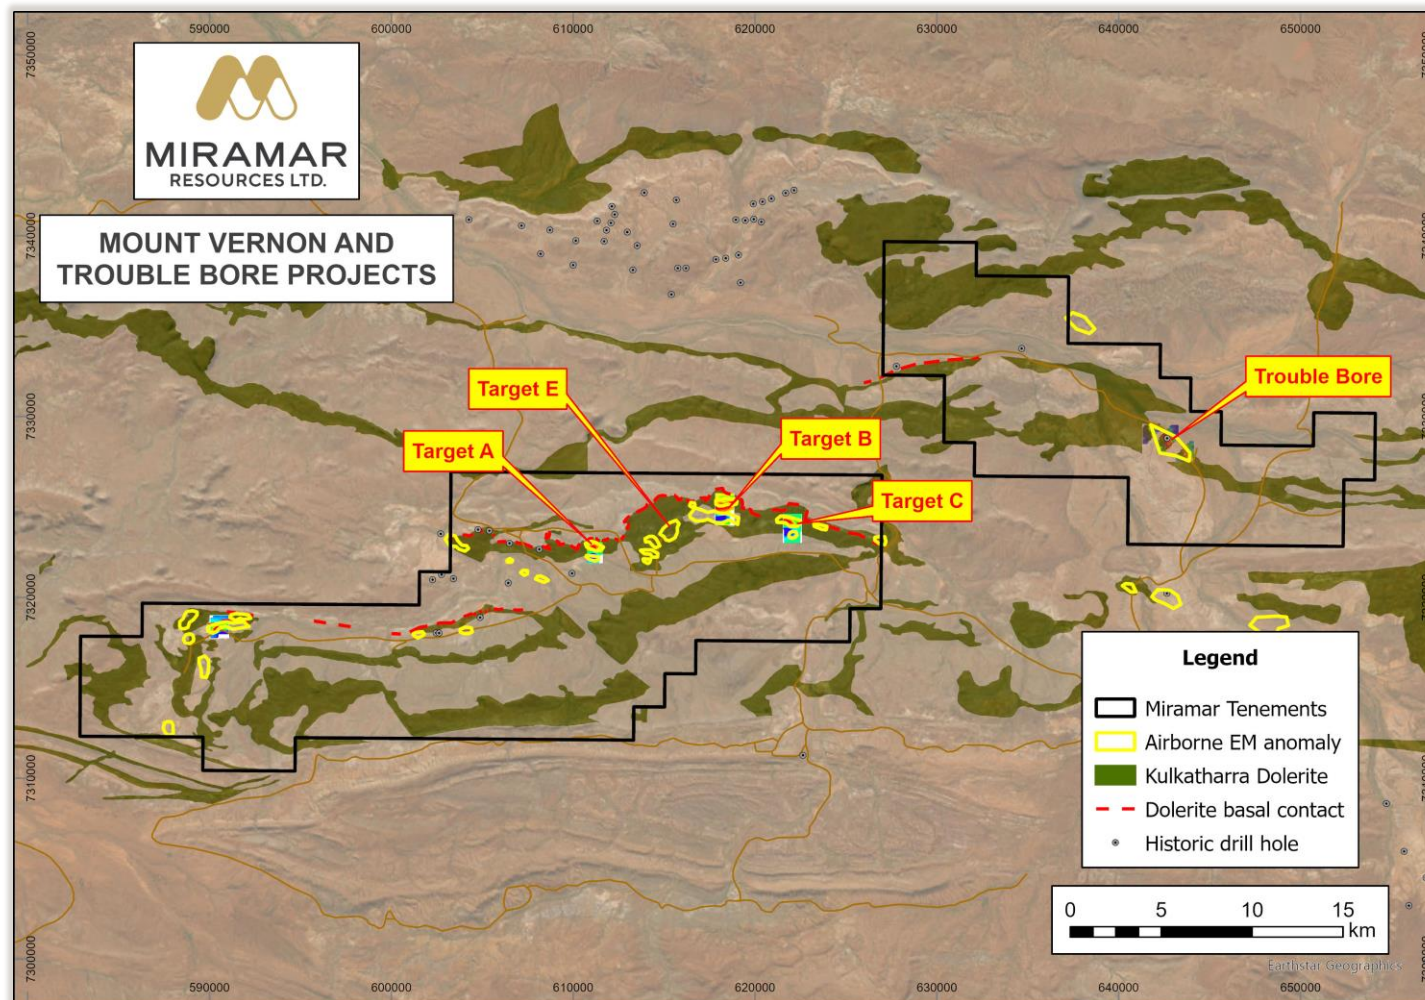 590000
600000
610000
620000
630000
640000
650000
7350000
7340000
7330000
7320000
7310000
7300000
MIRAMAR
RESOURCES LTD.
MOUNT VERNON AND
TROUBLE BORE PROJECTS
Target E
Trouble Bore
Target A
Target B
Target C
Legend
Miramar Tenements
Airborne EM anomaly
Kulkatharra Dolerite
Dolerite basal contact
Historic drill hole
0 5 10 15
km
Earthstar Geographics
590000
600000
610000
620000
630000
640000
650000